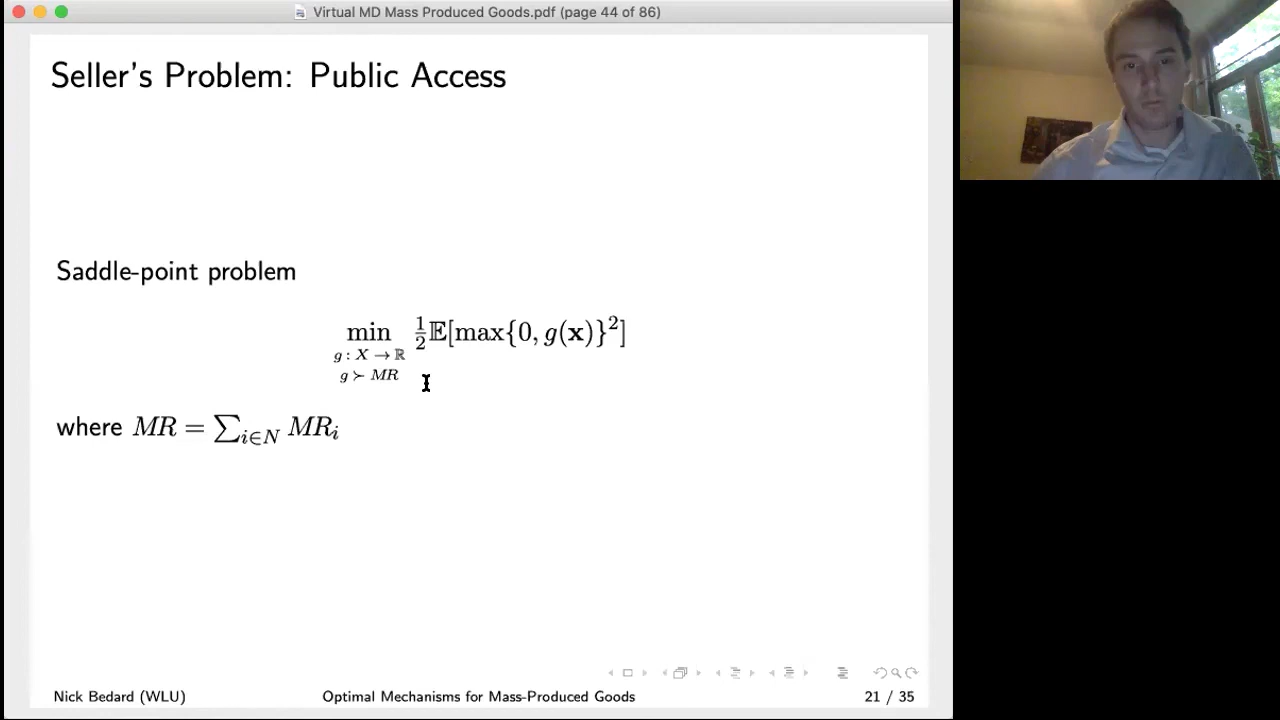 Virtual MD Mass Produced Goods.pdf (page 44 of 86)
Seller's Problem: Public Access
Saddle-point problem
min ½𝔼[max{0, g(𝐱)}²]
g : X → ℝ
g ≻ MR
where MR = ∑_{i∈N} MR_i
Nick Bedard (WLU) Optimal Mechanisms for Mass-Produced Goods 21 / 35